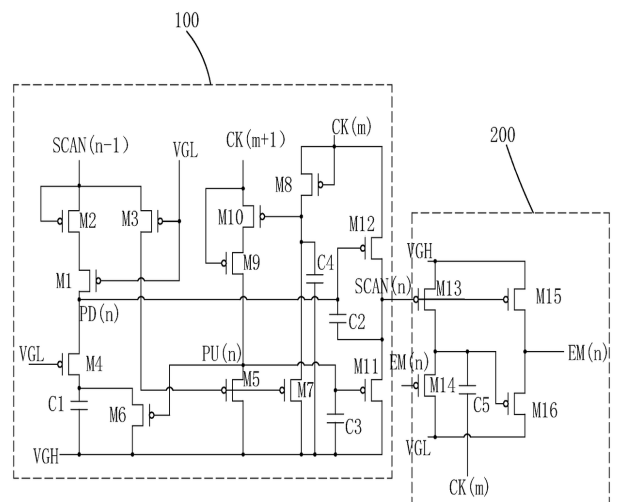 100
SCAN(n-1)
VGL
CK(m+1)
CK(m)
200
M2
M3
M10
M8
M12
VGH
M1
M9
C4
SCAN(n)
M13
M15
PD(n)
C2
VGL
M4
PU(n)
EM(n)
EM(n)
M5
M7
M11
M14
C1
M6
C3
C5
M16
VGH
VGL
CK(m)